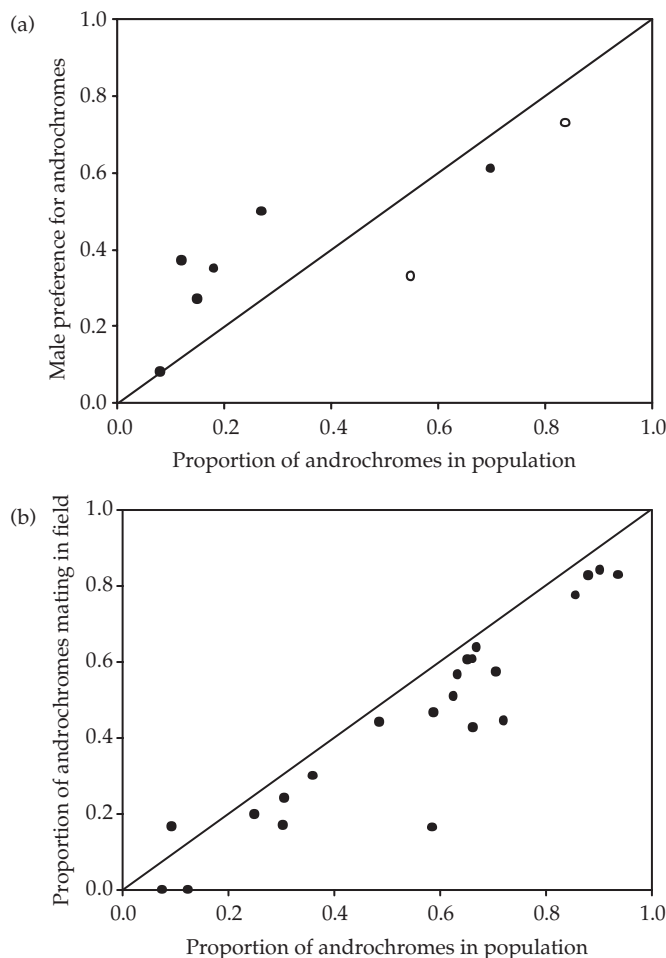 (a)
Male preference for androchromes
1.0
0.8
0.6
0.4
0.2
0.0
0.0 0.2 0.4 0.6 0.8 1.0
Proportion of androchromes in population
(b)
Proportion of androchromes mating in field
1.0
0.8
0.6
0.4
0.2
0.0
0.0 0.2 0.4 0.6 0.8 1.0
Proportion of androchromes in population